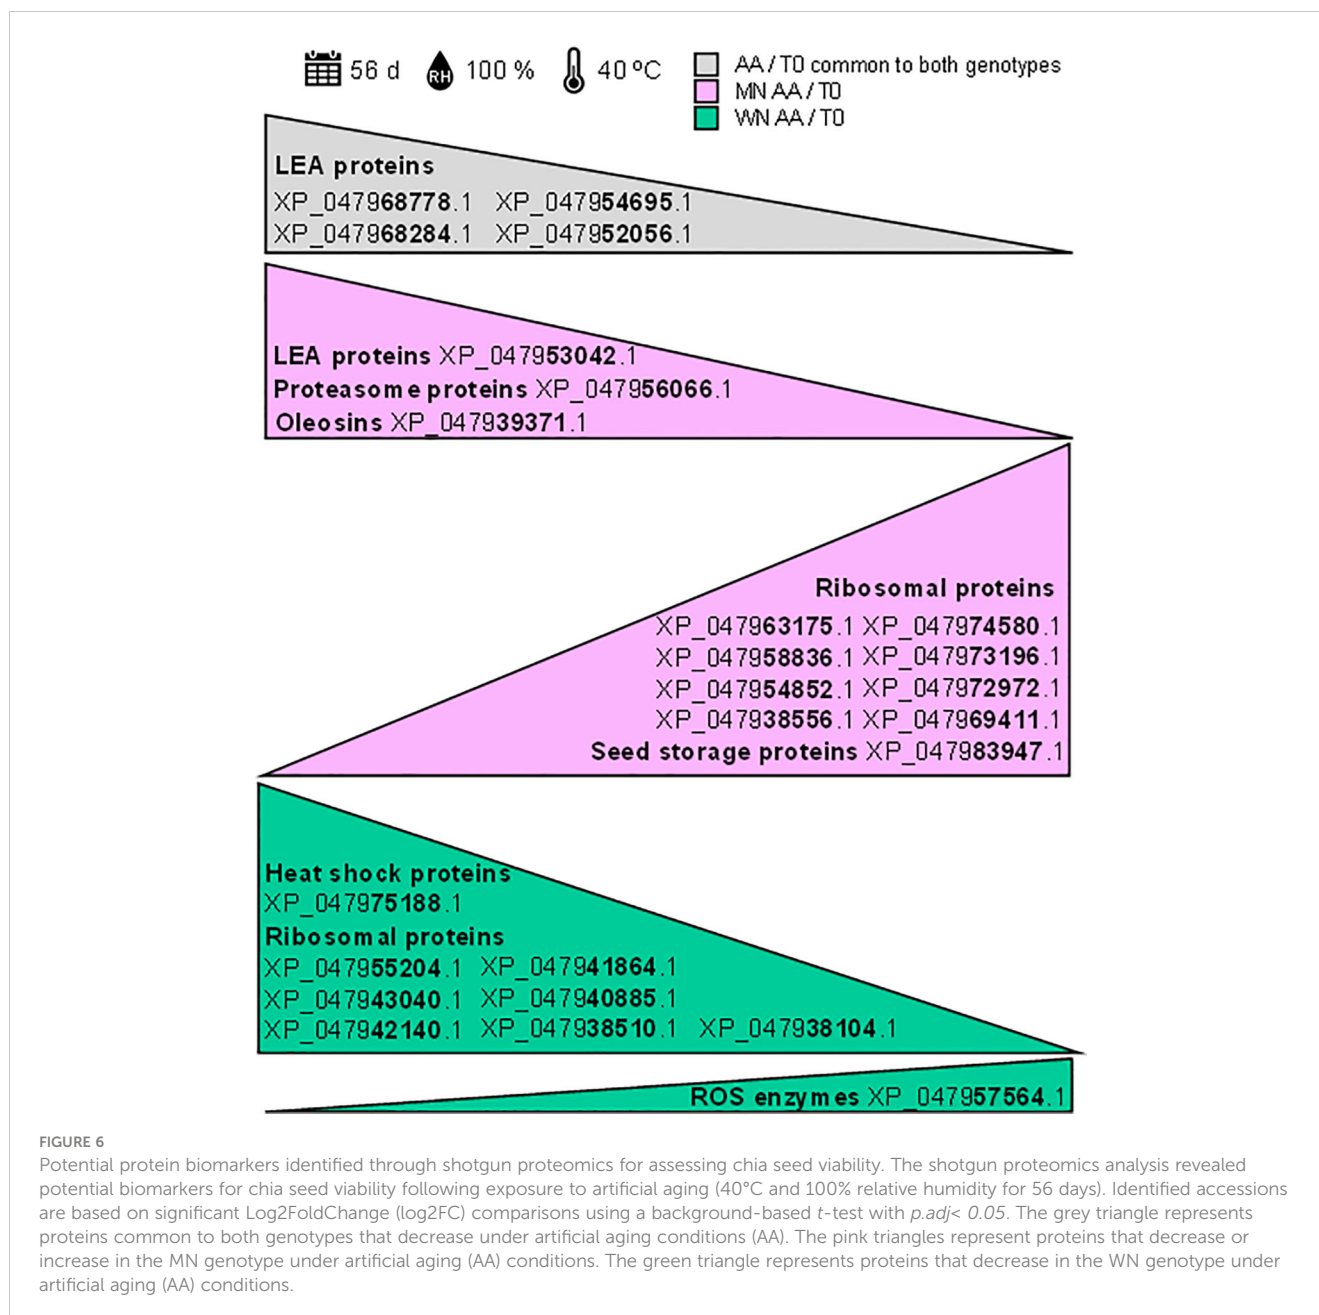 56 d RH 100 % 40 ºC
AA / T0 common to both genotypes
MN AA / T0
WN AA / T0
LEA proteins
XP_047968778.1 XP_047954695.1
XP_047968284.1 XP_047952056.1
LEA proteins XP_047953042.1
Proteasome proteins XP_047956066.1
Oleosins XP_047939371.1
Ribosomal proteins
XP_047963175.1 XP_047974580.1
XP_047958836.1 XP_047973196.1
XP_047954852.1 XP_047972972.1
XP_047938556.1 XP_047969411.1
Seed storage proteins XP_047983947.1
Heat shock proteins
XP_047975188.1
Ribosomal proteins
XP_047955204.1 XP_047941864.1
XP_047943040.1 XP_047940885.1
XP_047942140.1 XP_047938510.1 XP_047938104.1
ROS enzymes XP_047957564.1
FIGURE 6
Potential protein biomarkers identified through shotgun proteomics for assessing chia seed viability. The shotgun proteomics analysis revealed
potential biomarkers for chia seed viability following exposure to artificial aging (40°C and 100% relative humidity for 56 days). Identified accessions
are based on significant Log2FoldChange (log2FC) comparisons using a background-based t-test with p.adj< 0.05. The grey triangle represents
proteins common to both genotypes that decrease under artificial aging conditions (AA). The pink triangles represent proteins that decrease or
increase in the MN genotype under artificial aging (AA) conditions. The green triangle represents proteins that decrease in the WN genotype under
artificial aging (AA) conditions.